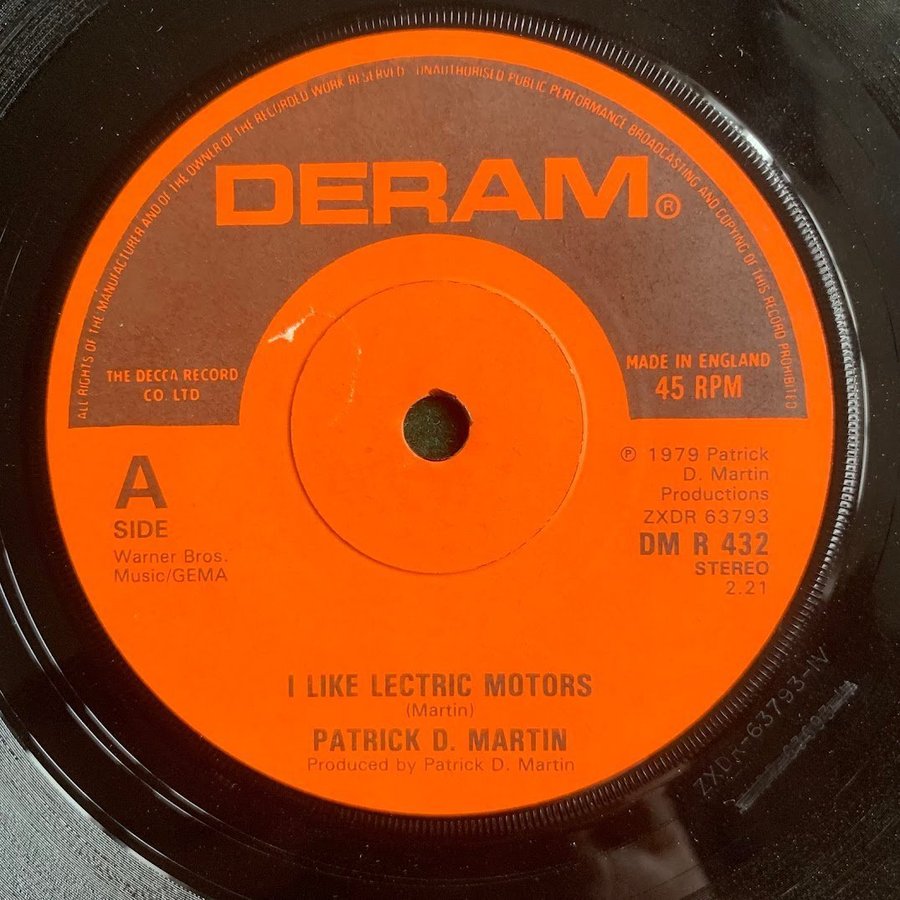 ALL RIGHTS OF THE MANUFACTURER AND OF THE OWNER OF THE RECORDED WORK RESERVED. UNAUTHORISED PUBLIC PERFORMANCE BROADCASTING AND COPYING OF THIS RECORD PROHIBITED
DERAM®
THE DECCA RECORD
CO. LTD
MADE IN ENGLAND
45 RPM
A
SIDE
Warner Bros.
Music/GEMA
℗ 1979 Patrick
D. Martin
Productions
ZXDR 63793
DM R 432
STEREO
2.21
I LIKE LECTRIC MOTORS
(Martin)
PATRICK D. MARTIN
Produced by Patrick D. Martin
ZXDR-63793-IV